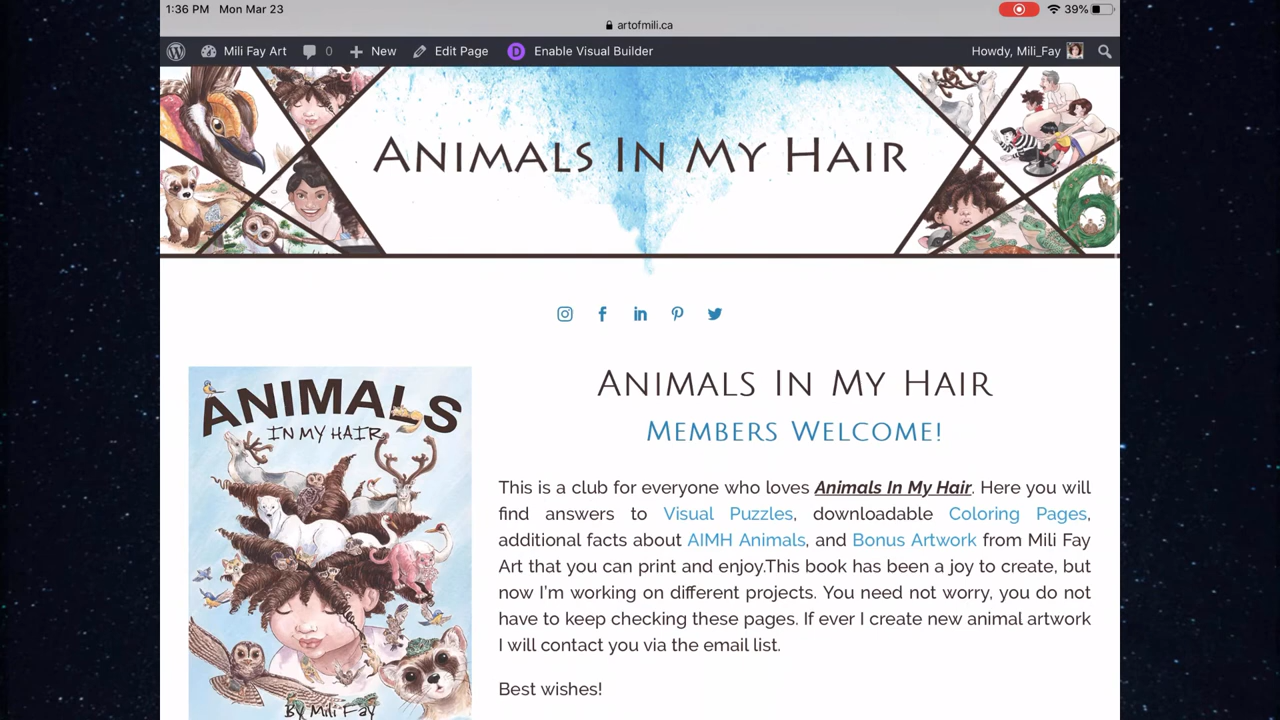 1:36 PM Mon Mar 23
39%
artofmili.ca
Mili Fay Art 0 New Edit Page D Enable Visual Builder Howdy, Mili_Fay
ANIMALS IN MY HAIR
6
ANIMALS
IN MY HAIR
By Mili Fay
ANIMALS IN MY HAIR
MEMBERS WELCOME!
This is a club for everyone who loves Animals In My Hair. Here you will
find answers to Visual Puzzles, downloadable Coloring Pages,
additional facts about AIMH Animals, and Bonus Artwork from Mili Fay
Art that you can print and enjoy.This book has been a joy to create, but
now I'm working on different projects. You need not worry, you do not
have to keep checking these pages. If ever I create new animal artwork
I will contact you via the email list.
Best wishes!